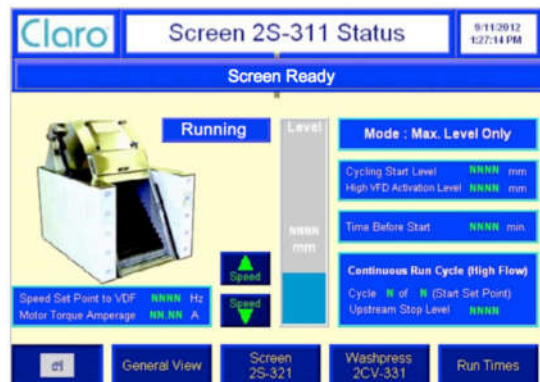 Claro
Screen 2S-311 Status
9/11/2012
1:27:14 PM
Screen Ready
Running
Level
NNNN
mm
Mode : Max. Level Only
Cycling Start Level NNNN mm
High VFD Activation Level NNNN mm
Time Before Start NNNN min.
Continuous Run Cycle (High Flow)
Cycle N of N (Start Set Point)
Upstream Stop Level NNNN
Speed
Speed
Speed Set Point to VDF NNNN Hz
Motor Torque Amperage NN.NN A
General View
Screen
2S-321
Washpress
2CV-331
Run Times